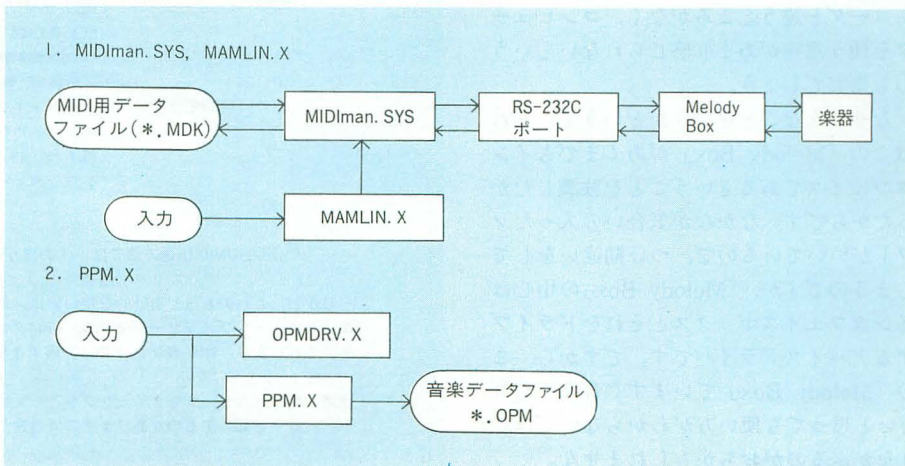 1. MIDIman. SYS, MAMLIN. X
MIDI用データ
ファイル(*. MDK)
MIDIman. SYS
RS-232C
ポート
Melody
Box
楽器
入力
MAMLIN. X
2. PPM. X
入力
OPMDRV. X
PPM. X
音楽データファイル
*. OPM